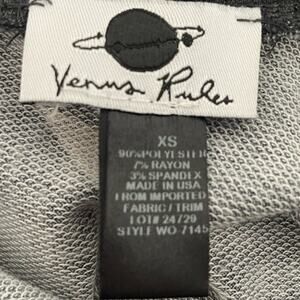 Venus Rules
XS
90%POLYESTER
7% RAYON
3% SPANDEX
MADE IN USA
FROM IMPORTED
FABRIC / TRIM
LOT# 24729
STYLE WO-7145